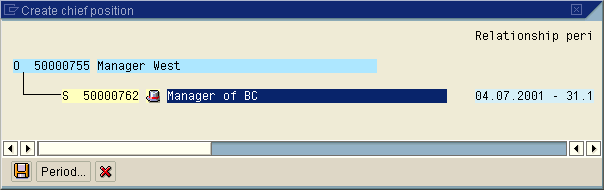 Create chief position
Relationship peri
O 50000755 Manager West
S 50000762 Manager of BC 04.07.2001 - 31.1
Period...